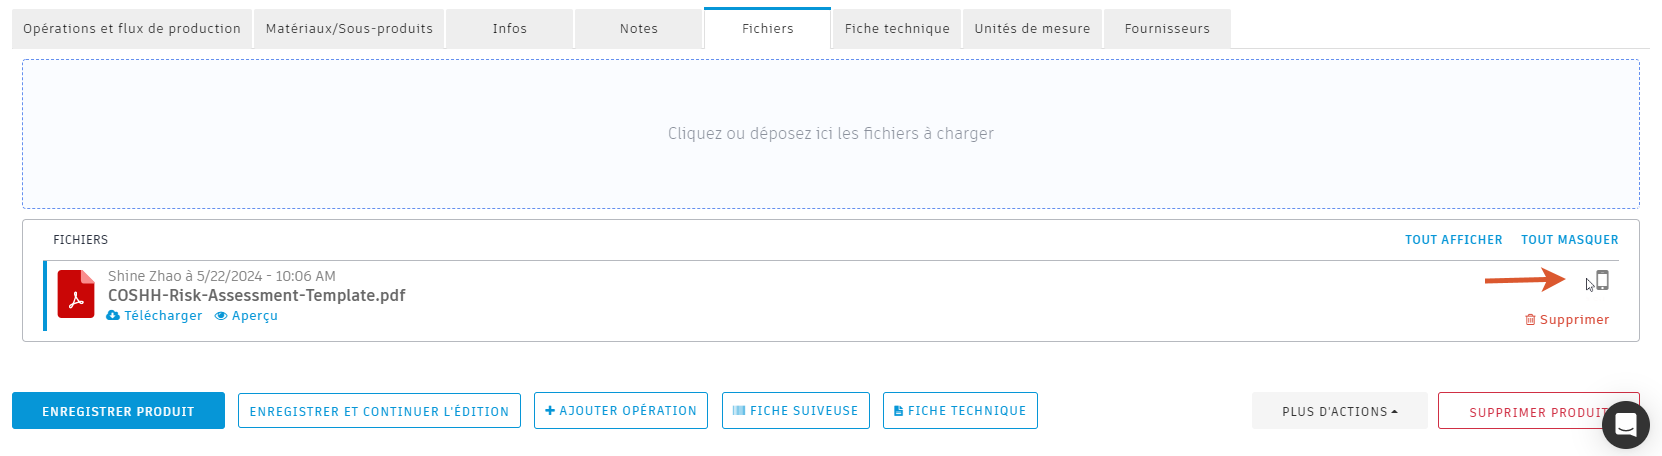 Opérations et flux de production Matériaux/Sous-produits Infos Notes Fichiers Fiche technique Unités de mesure Fournisseurs
Cliquez ou déposez ici les fichiers à charger
FICHIERS TOUT AFFICHER TOUT MASQUER
Shine Zhao à 5/22/2024 - 10:06 AM
COSHH-Risk-Assessment-Template.pdf
Télécharger Aperçu
Supprimer
ENREGISTRER PRODUIT ENREGISTRER ET CONTINUER L'ÉDITION AJOUTER OPÉRATION FICHE SUIVEUSE FICHE TECHNIQUE PLUS D'ACTIONS SUPPRIMER PRODUIT